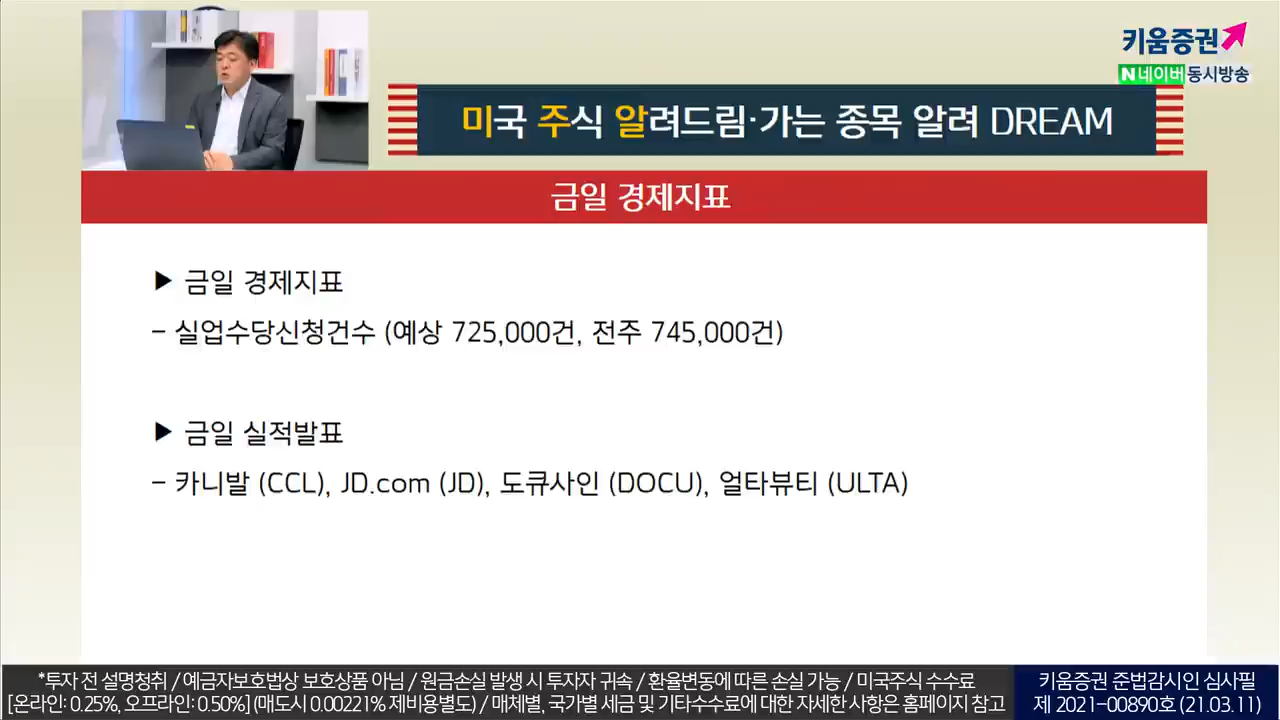 키움증권
N 네이버 동시방송
미국 주식 알려드림·가는 종목 알려 DREAM
금일 경제지표
▶ 금일 경제지표
- 실업수당신청건수 (예상 725,000건, 전주 745,000건)
▶ 금일 실적발표
- 카니발 (CCL), JD.com (JD), 도큐사인 (DOCU), 얼타뷰티 (ULTA)
*투자 전 설명청취 / 예금자보호법상 보호상품 아님 / 원금손실 발생 시 투자자 귀속 / 환율변동에 따른 손실 가능 / 미국주식 수수료
[온라인: 0.25%, 오프라인: 0.50%] (매도시 0.00221% 제비용별도) / 매체별, 국가별 세금 및 기타수수료에 대한 자세한 사항은 홈페이지 참고
키움증권 준법감시인 심사필
제 2021-00890호 (21.03.11)